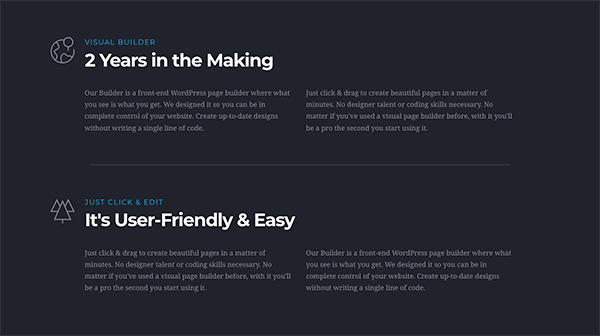 VISUAL BUILDER
2 Years in the Making
Our Builder is a front-end WordPress page builder where what
you see is what you get. We designed it so you can be in
complete control of your website. Create up-to-date designs
without writing a single line of code.
Just click & drag to create beautiful pages in a matter of
minutes. No designer talent or coding skills necessary. No
matter if you've used a visual page builder before, with it you'll
be a pro the second you start using it.
JUST CLICK & EDIT
It's User-Friendly & Easy
Just click & drag to create beautiful pages in a matter of
minutes. No designer talent or coding skills necessary. No
matter if you've used a visual page builder before, with it you'll
be a pro the second you start using it.
Our Builder is a front-end WordPress page builder where what
you see is what you get. We designed it so you can be in
complete control of your website. Create up-to-date designs
without writing a single line of code.